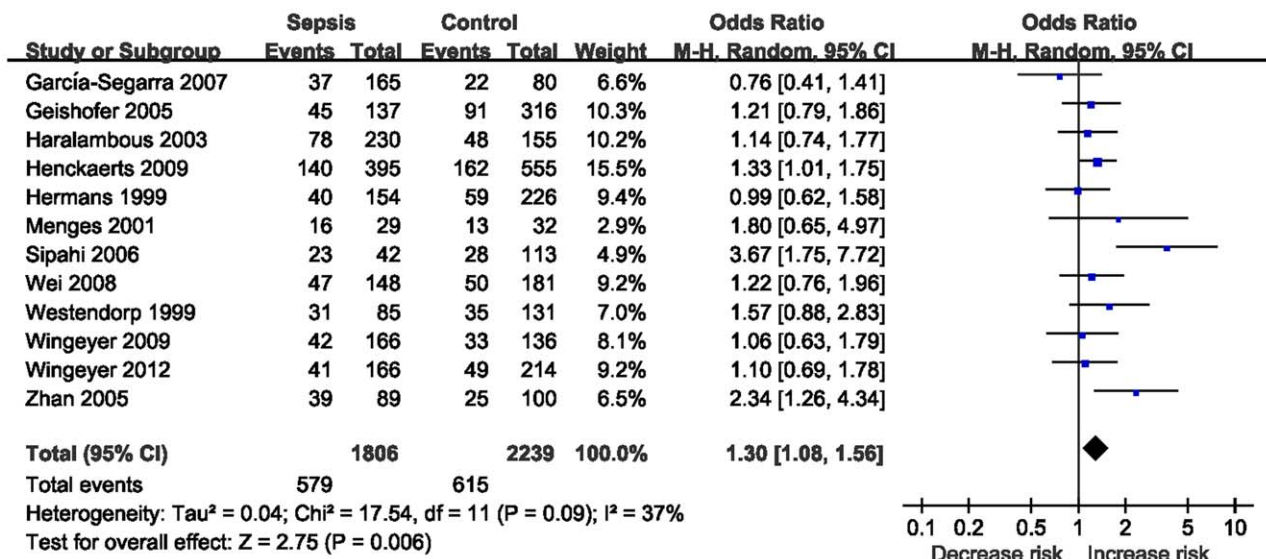 Sepsis Control Odds Ratio Odds Ratio
Study or Subgroup Events Total Events Total Weight M-H, Random, 95% CI M-H, Random, 95% CI
García-Segarra 2007 37 165 22 80 6.6% 0.76 [0.41, 1.41]
Geishofer 2005 45 137 91 316 10.3% 1.21 [0.79, 1.86]
Haralambous 2003 78 230 48 155 10.2% 1.14 [0.74, 1.77]
Henckaerts 2009 140 395 162 555 15.5% 1.33 [1.01, 1.75]
Hermans 1999 40 154 59 226 9.4% 0.99 [0.62, 1.58]
Menges 2001 16 29 13 32 2.9% 1.80 [0.65, 4.97]
Sipahi 2006 23 42 28 113 4.9% 3.67 [1.75, 7.72]
Wei 2008 47 148 50 181 9.2% 1.22 [0.76, 1.96]
Westendorp 1999 31 85 35 131 7.0% 1.57 [0.88, 2.83]
Wingeyer 2009 42 166 33 136 8.1% 1.06 [0.63, 1.79]
Wingeyer 2012 41 166 49 214 9.2% 1.10 [0.69, 1.78]
Zhan 2005 39 89 25 100 6.5% 2.34 [1.26, 4.34]
Total (95% CI) 1806 2239 100.0% 1.30 [1.08, 1.56]
Total events 579 615
Heterogeneity: Tau² = 0.04; Chi² = 17.54, df = 11 (P = 0.09); I² = 37%
Test for overall effect: Z = 2.75 (P = 0.006)
0.1 0.2 0.5 1 2 5 10
Decrease risk Increase risk